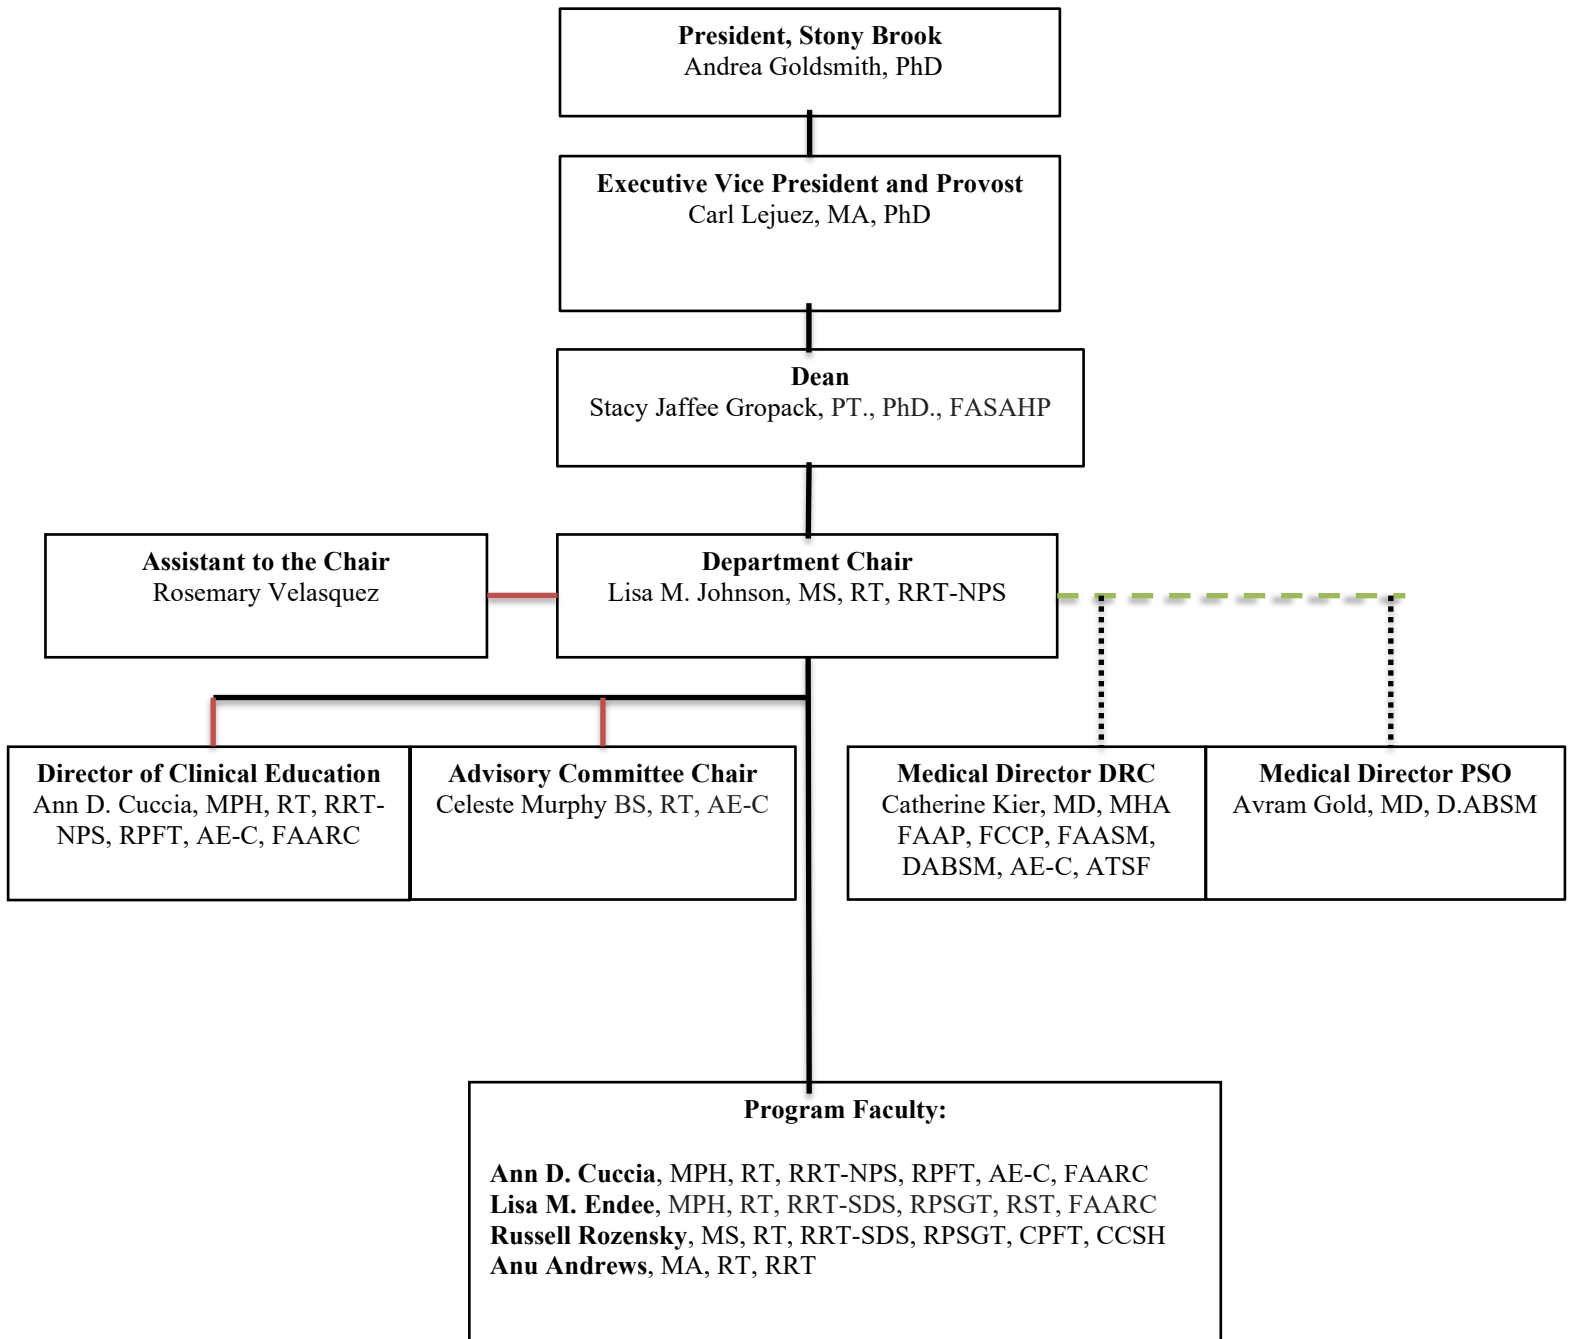 President, Stony Brook
Andrea Goldsmith, PhD
Executive Vice President and Provost
Carl Lejuez, MA, PhD
Dean
Stacy Jaffee Gropack, PT., PhD., FASAHP
Assistant to the Chair
Rosemary Velasquez
Department Chair
Lisa M. Johnson, MS, RT, RRT-NPS
Director of Clinical Education
Ann D. Cuccia, MPH, RT, RRT-
NPS, RPFT, AE-C, FAARC
Advisory Committee Chair
Celeste Murphy BS, RT, AE-C
Medical Director DRC
Catherine Kier, MD, MHA
FAAP, FCCP, FAASM,
DABSM, AE-C, ATSF
Medical Director PSO
Avram Gold, MD, D.ABSM
Program Faculty:
Ann D. Cuccia, MPH, RT, RRT-NPS, RPFT, AE-C, FAARC
Lisa M. Endee, MPH, RT, RRT-SDS, RPSGT, RST, FAARC
Russell Rozensky, MS, RT, RRT-SDS, RPSGT, CPFT, CCSH
Anu Andrews, MA, RT, RRT